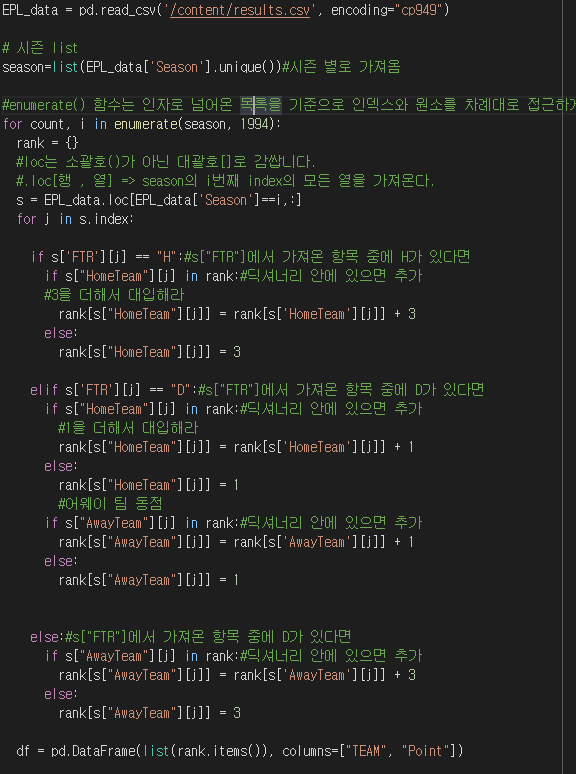 EPL_data = pd.read_csv('/content/results.csv', encoding="cp949")
# 시즌 list
season=list(EPL_data['Season'].unique())#시즌 별로 가져옴
#enumerate() 함수는 인자로 넘어온 목록을 기준으로 인덱스와 원소를 차례대로 접근하게
for count, i in enumerate(season, 1994):
  rank = {}
  #loc는 소괄호()가 아닌 대괄호[]로 감쌉니다.
  #.loc[행 , 열] => season의 i번째 index의 모든 열을 가져온다.
  s = EPL_data.loc[EPL_data['Season']==i,:]
  for j in s.index:
    if s['FTR'][j] == "H":#s["FTR"]에서 가져온 항목 중에 H가 있다면
      if s["HomeTeam"][j] in rank:#딕셔너리 안에 있으면 추가
      #3을 더해서 대입해라
        rank[s["HomeTeam"][j]] = rank[s['HomeTeam'][j]] + 3
      else:
        rank[s["HomeTeam"][j]] = 3
    elif s['FTR'][j] == "D":#s["FTR"]에서 가져온 항목 중에 D가 있다면
      if s["HomeTeam"][j] in rank:#딕셔너리 안에 있으면 추가
        #1을 더해서 대입해라
        rank[s["HomeTeam"][j]] = rank[s['HomeTeam'][j]] + 1
      else:
        rank[s["HomeTeam"][j]] = 1
        #어웨이 팀 동점
      if s["AwayTeam"][j] in rank:#딕셔너리 안에 있으면 추가
        rank[s["AwayTeam"][j]] = rank[s['AwayTeam'][j]] + 1
      else:
        rank[s["AwayTeam"][j]] = 1
    else:#s["FTR"]에서 가져온 항목 중에 D가 있다면
      if s["AwayTeam"][j] in rank:#딕셔너리 안에 있으면 추가
        rank[s["AwayTeam"][j]] = rank[s['AwayTeam'][j]] + 3
      else:
        rank[s["AwayTeam"][j]] = 3
  df = pd.DataFrame(list(rank.items()), columns=["TEAM", "Point"])